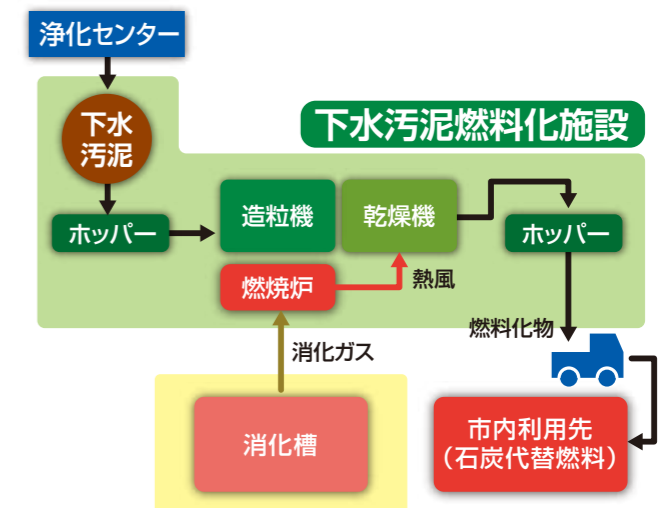 浄化センター
下水
汚泥
下水汚泥燃料化施設
ホッパー
造粒機
乾燥機
ホッパー
燃焼炉
熱風
燃料化物
消化ガス
消化槽
市内利用先
（石炭代替燃料）